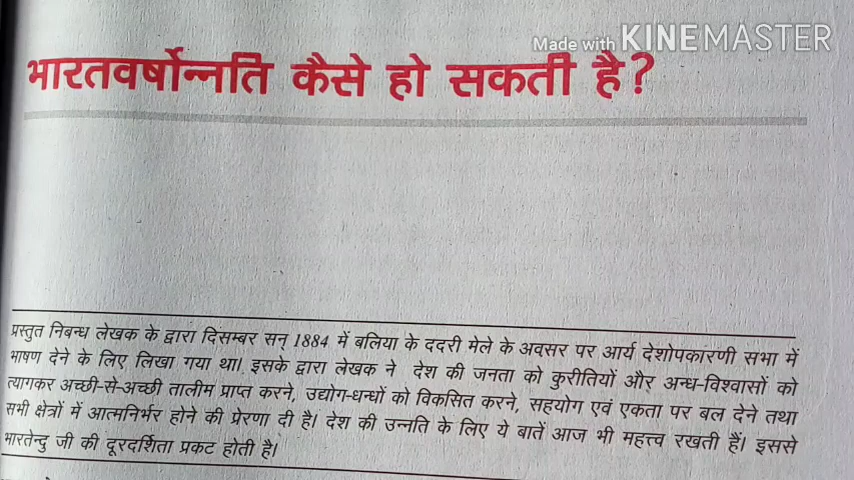 Made with KINEMASTER
भारतवर्षोन्नति कैसे हो सकती है?
प्रस्तुत निबन्ध लेखक के द्वारा दिसम्बर सन् 1884 में बलिया के ददरी मेले के अवसर पर आर्य देशोपकारणी सभा में
भाषण देने के लिए लिखा गया था। इसके द्वारा लेखक ने देश की जनता को कुरीतियों और अन्ध-विश्वासों को
त्यागकर अच्छी-से-अच्छी तालीम प्राप्त करने, उद्योग-धन्धों को विकसित करने, सहयोग एवं एकता पर बल देने तथा
सभी क्षेत्रों में आत्मनिर्भर होने की प्रेरणा दी है। देश की उन्नति के लिए ये बातें आज भी महत्त्व रखती हैं। इससे
भारतेन्दु जी की दूरदर्शिता प्रकट होती है।